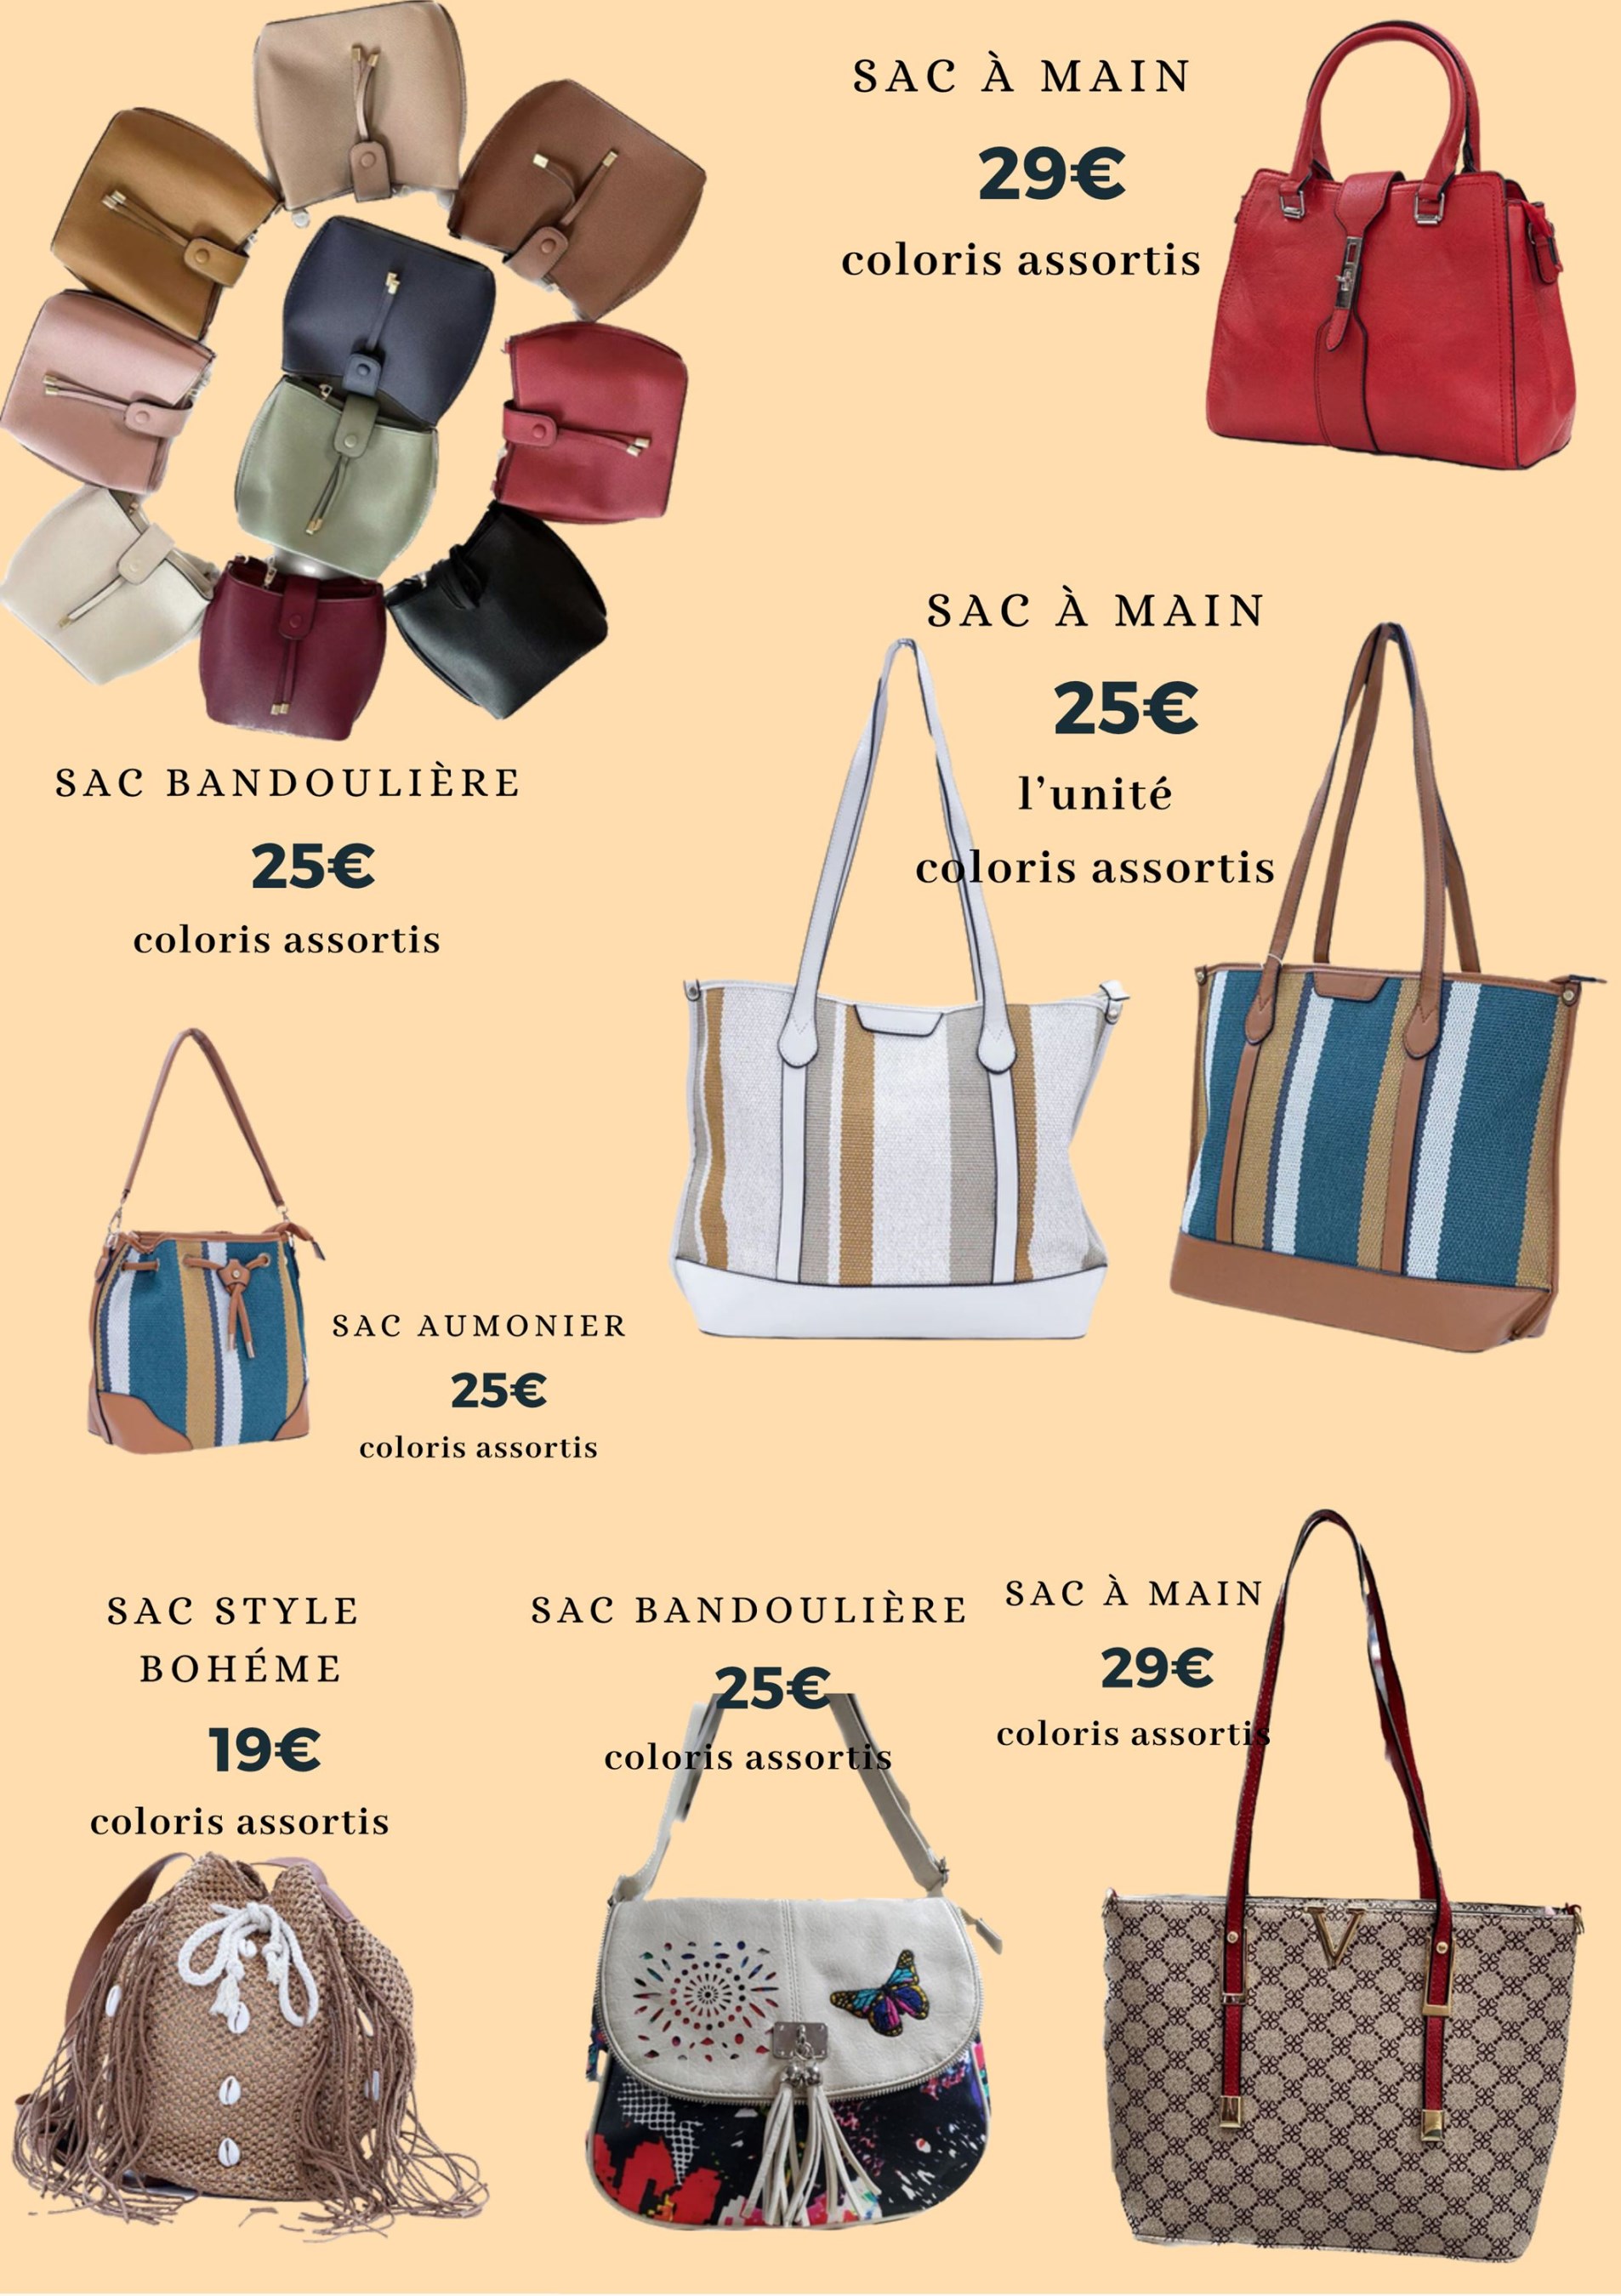 SAC À MAIN
29€
coloris assortis
SAC À MAIN
25€
l'unité
coloris assortis
SAC BANDOULIÈRE
25€
coloris assortis
SAC AUMONIER
25€
coloris assortis
SAC STYLE
BOHÉME
19€
coloris assortis
SAC BANDOULIÈRE
25€
coloris assortis
SAC À MAIN
29€
coloris assortis
V